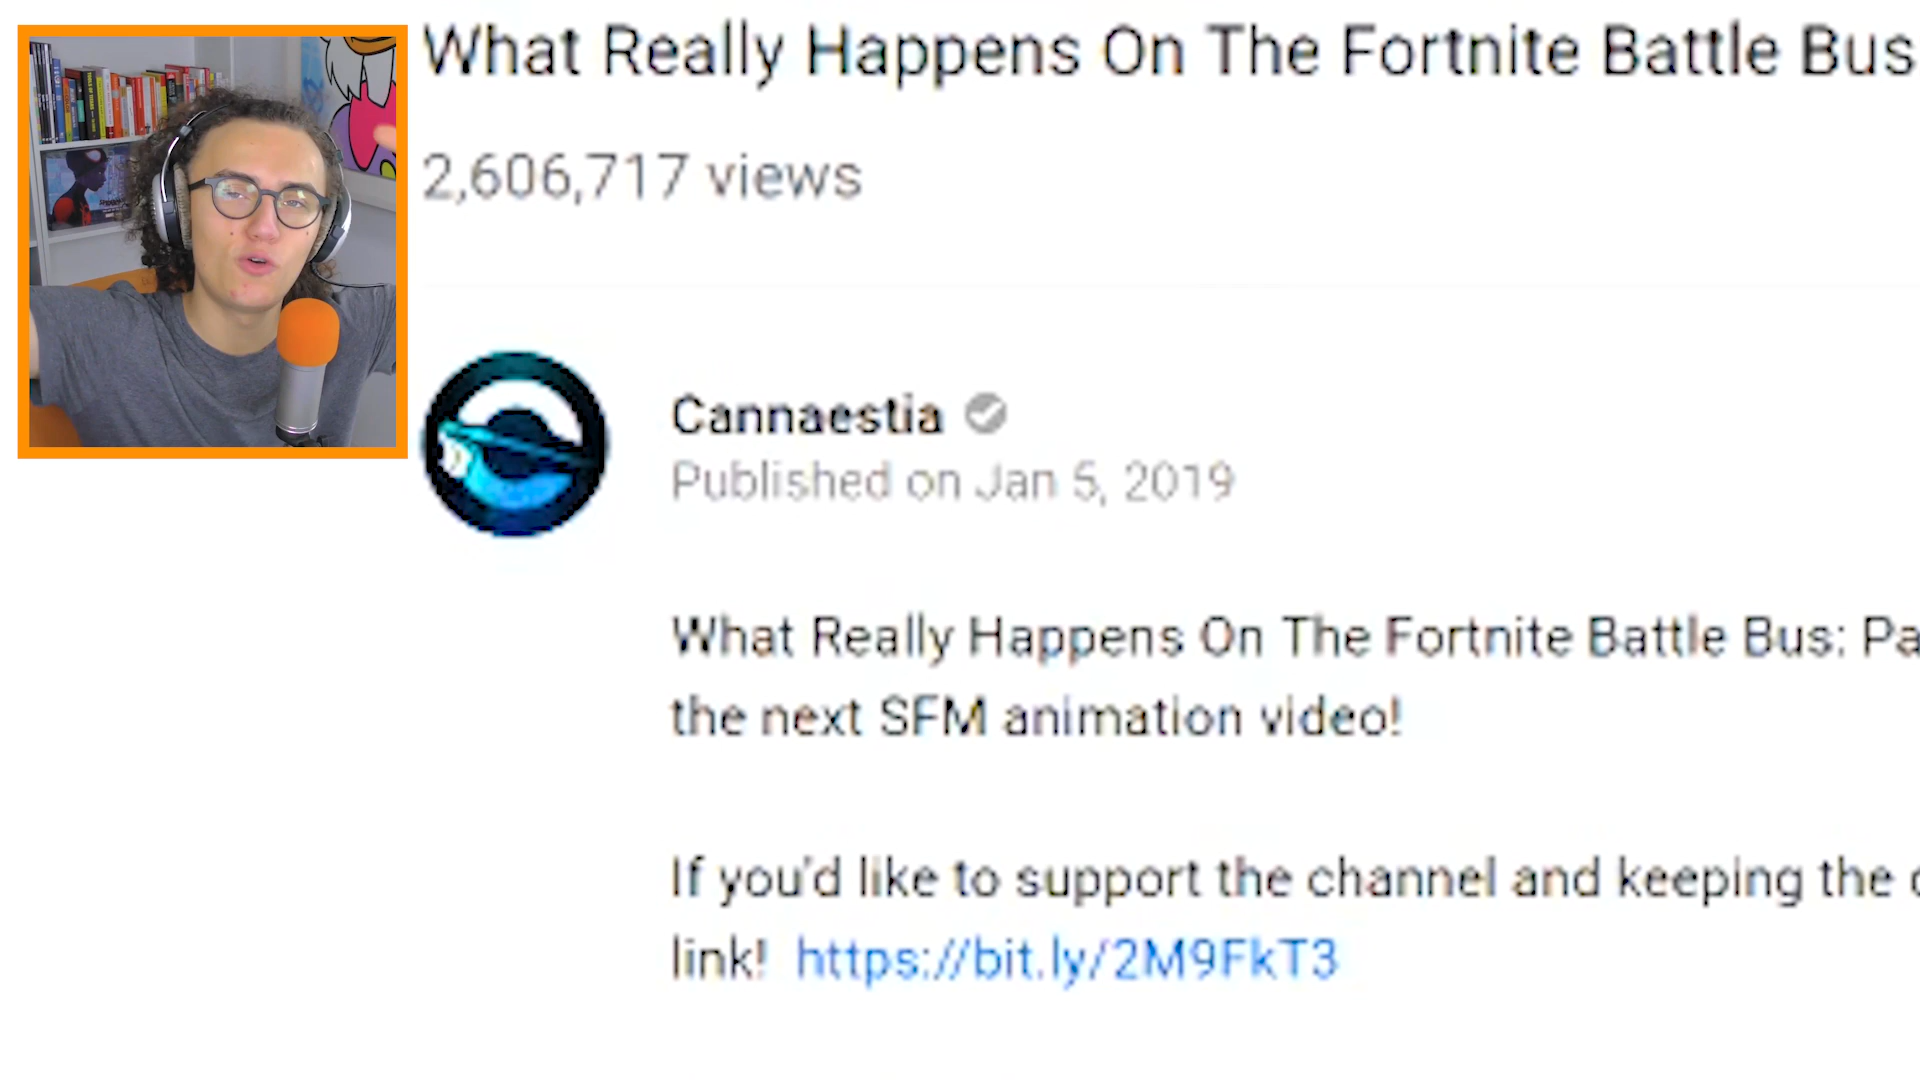 What Really Happens On The Fortnite Battle Bus
2,606,717 views
Cannaestia
Published on Jan 5, 2019
What Really Happens On The Fortnite Battle Bus: Pa
the next SFM animation video!
If you'd like to support the channel and keeping the
link! https://bit.ly/2M9FkT3